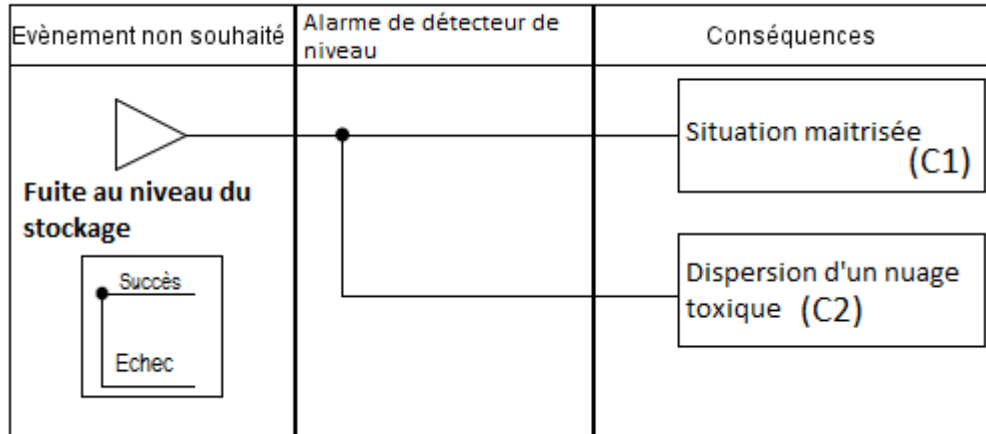 Evènement non souhaité
Alarme de détecteur de
niveau
Conséquences
Fuite au niveau du
stockage
Succès
Echec
Situation maitrisée
(C1)
Dispersion d'un nuage
toxique (C2)